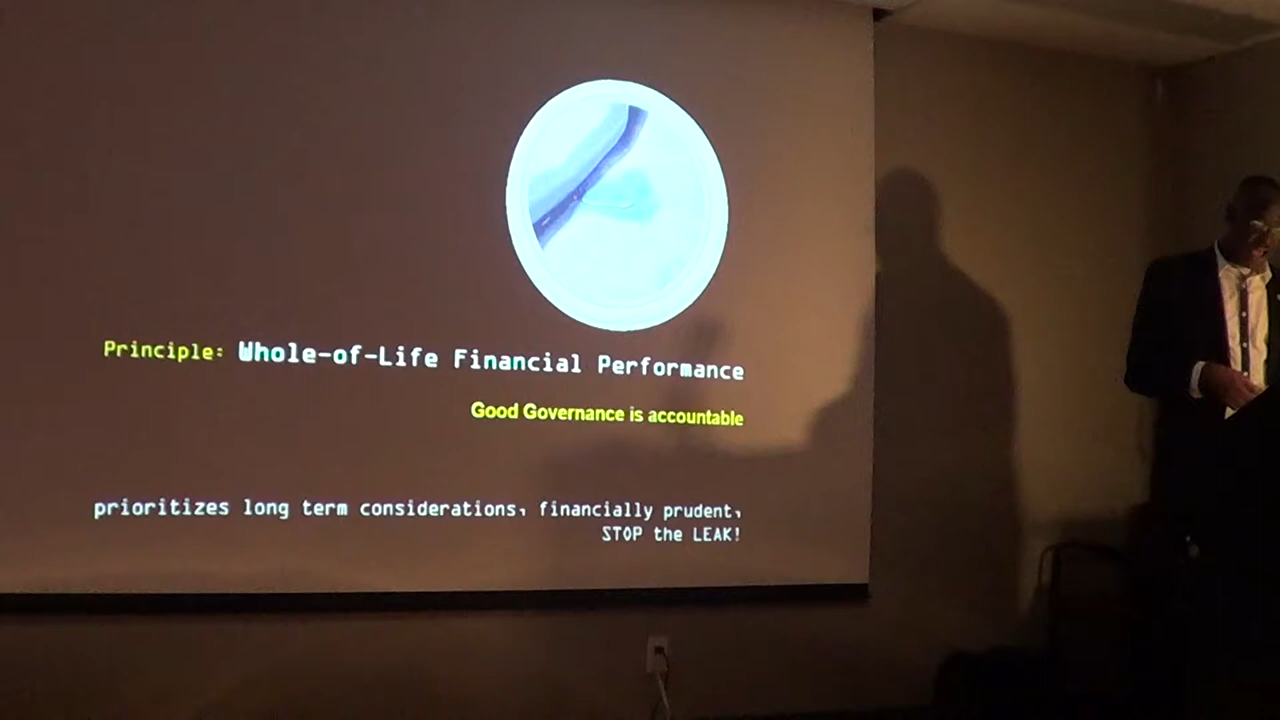 Principle: Whole-of-Life Financial Performance
Good Governance is accountable
prioritizes long term considerations, financially prudent,
STOP the LEAK!